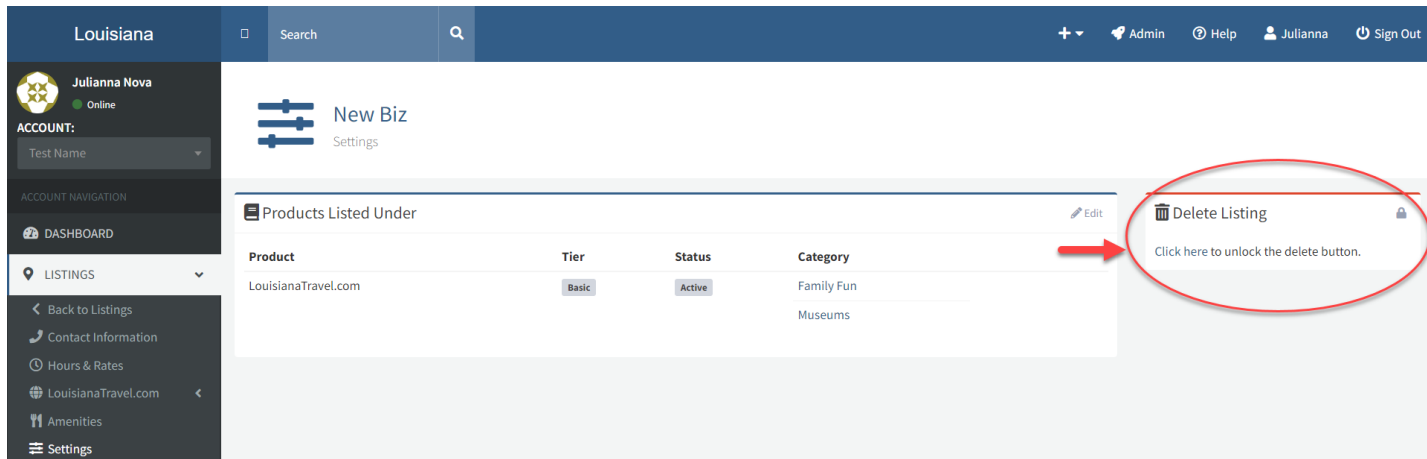 Louisiana
Search
Admin
Help
Julianna
Sign Out
Julianna Nova
Online
ACCOUNT:
Test Name
ACCOUNT NAVIGATION
DASHBOARD
LISTINGS
Back to Listings
Contact Information
Hours & Rates
LouisianaTravel.com
Amenities
Settings
New Biz
Settings
Products Listed Under
Edit
Product Tier Status Category
LouisianaTravel.com Basic Active Family Fun
Museums
Delete Listing
Click here to unlock the delete button.